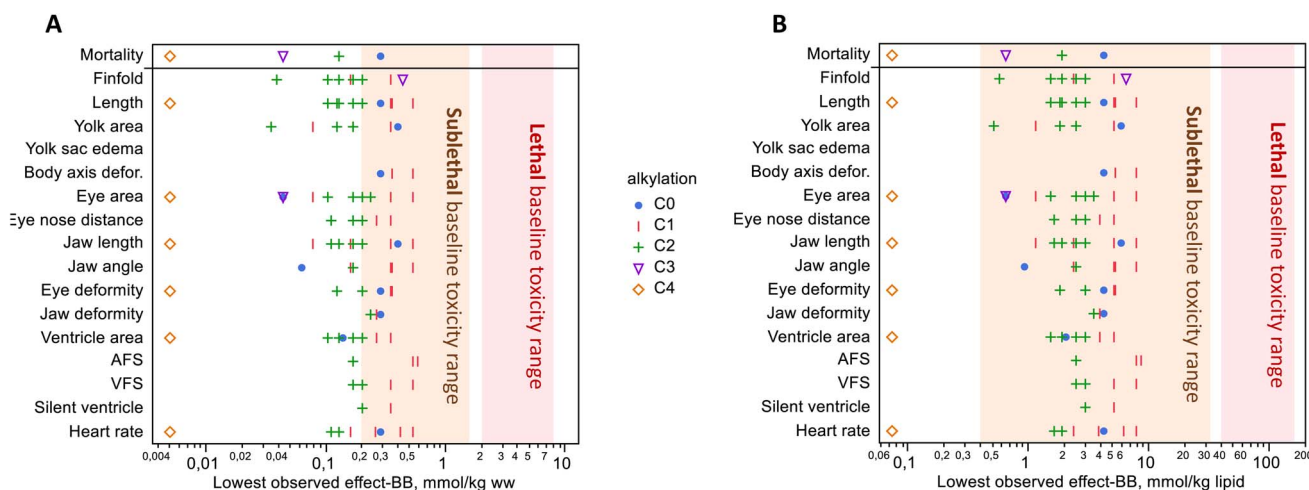 A
Mortality
Finfold
Length
Yolk area
Yolk sac edema
Body axis defor.
Eye area
Eye nose distance
Jaw length
Jaw angle
Eye deformity
Jaw deformity
Ventricle area
AFS
VFS
Silent ventricle
Heart rate
Sublethal baseline toxicity range
Lethal baseline toxicity range
0,004 0,01 0,02 0,04 0,1 0,2 0,3 0,5 1 2 3 4 5 7 10
Lowest observed effect-BB, mmol/kg ww
alkylation
C0
C1
C2
C3
C4
B
Mortality
Finfold
Length
Yolk area
Yolk sac edema
Body axis defor.
Eye area
Eye nose distance
Jaw length
Jaw angle
Eye deformity
Jaw deformity
Ventricle area
AFS
VFS
Silent ventricle
Heart rate
Sublethal baseline toxicity range
Lethal baseline toxicity range
0,06 0,1 0,2 0,3 0,5 1 2 3 4 5 6 10 20 30 40 60 100 200
Lowest observed effect-BB, mmol/kg lipid